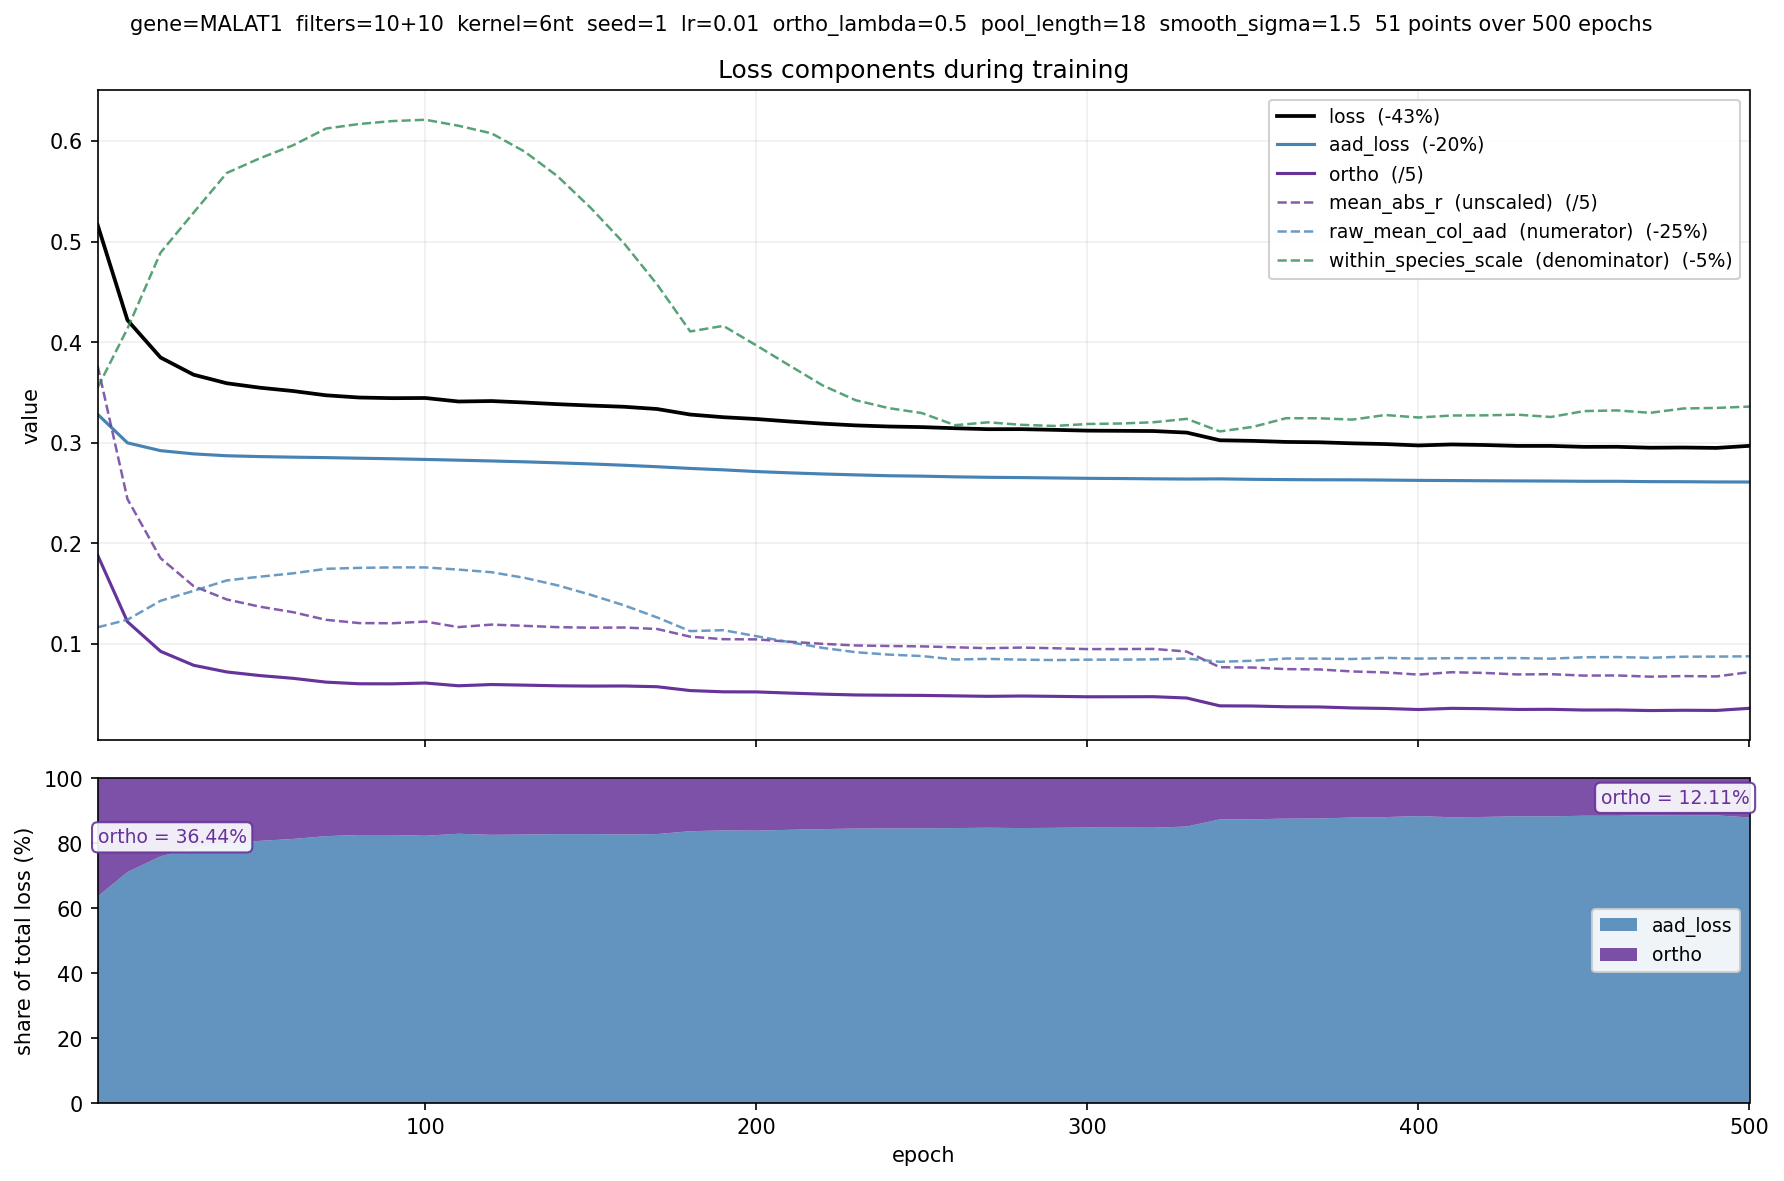 gene=MALAT1  filters=10+10  kernel=6nt  seed=1  lr=0.01  ortho_lambda=0.5  pool_length=18  smooth_sigma=1.5  51 points over 500 epochs
Loss components during training
loss  (-43%)
aad_loss  (-20%)
ortho  (/5)
mean_abs_r  (unscaled)  (/5)
raw_mean_col_aad  (numerator)  (-25%)
within_species_scale  (denominator)  (-5%)
value
0.6
0.5
0.4
0.3
0.2
0.1
share of total loss (%)
100
80
60
40
20
0
ortho = 36.44%
ortho = 12.11%
aad_loss
ortho
100
200
300
400
500
epoch